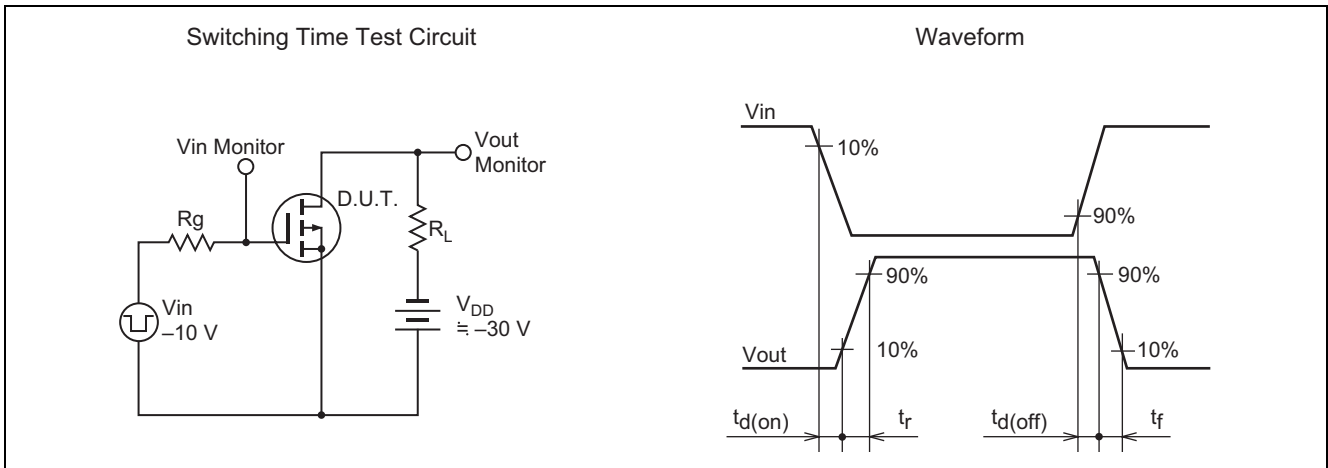 Switching Time Test Circuit
Vin Monitor
Vout
Monitor
D.U.T.
Rg
RL
Vin
–10 V
VDD
≒ –30 V
Waveform
Vin
10%
90%
90%
90%
Vout
10%
10%
td(on)
tr
td(off)
tf